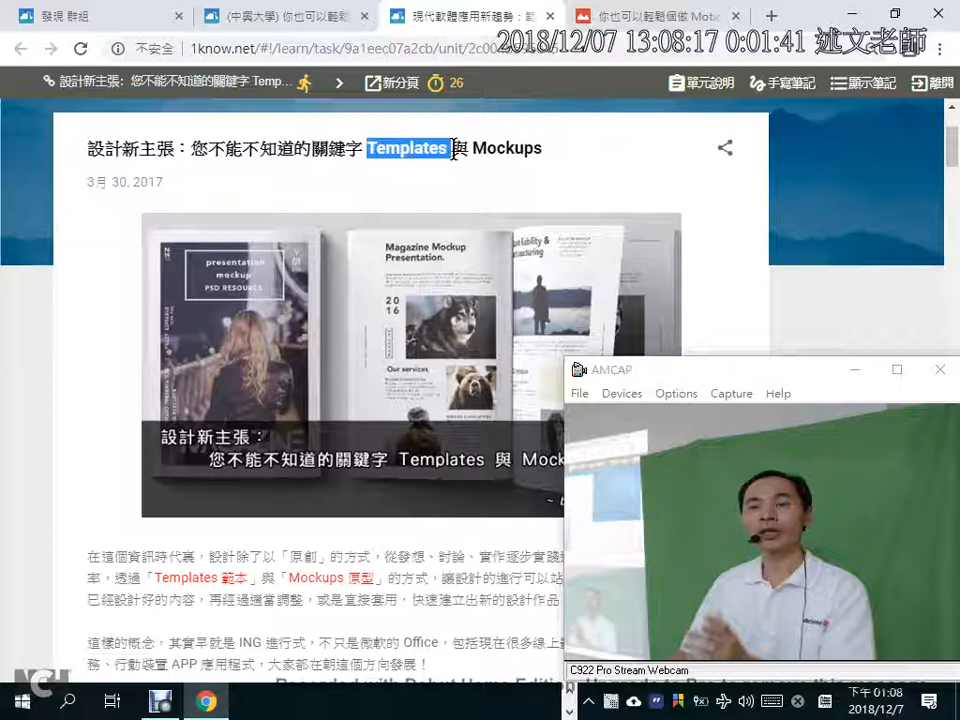 發現 群組
(中興大學) 你也可以輕鬆
現代軟體應用新趨勢：龍
你也可以輕鬆個做 Moti
2018/12/07 13:08:17 0:01:41 述文老師
不安全
1know.net/#!/learn/task/9a1eec07a2cb/unit/2c00
設計新主張：您不能不知道的關鍵字 Temp...
新分頁
26
單元說明
手寫筆記
顯示筆記
離開
設計新主張：您不能不知道的關鍵字 Templates 與 Mockups
3月 30, 2017
presentation
mockup
PSD RESOURCE
Magazine Mockup
Presentation.
20
16
Our services
設計新主張：
您不能不知道的關鍵字 Templates 與 Mock
在這個資訊時代裏，設計除了以「原創」的方式，從發想、討論、實作逐步實踐
率，透過「Templates 範本」與「Mockups 原型」的方式，讓設計的進行可以站
已經設計好的內容，再經過適當調整，或是直接套用，快速建立出新的設計作品
這樣的概念，其實早就是 ING 進行式，不只是微軟的 Office，包括現在很多線上
務、行動裝置 APP 應用程式，大家都在朝這個方向發展！
AMCAP
File Devices Options Capture Help
C922 Pro Stream Webcam
NCH
下午 01:08
2018/12/7